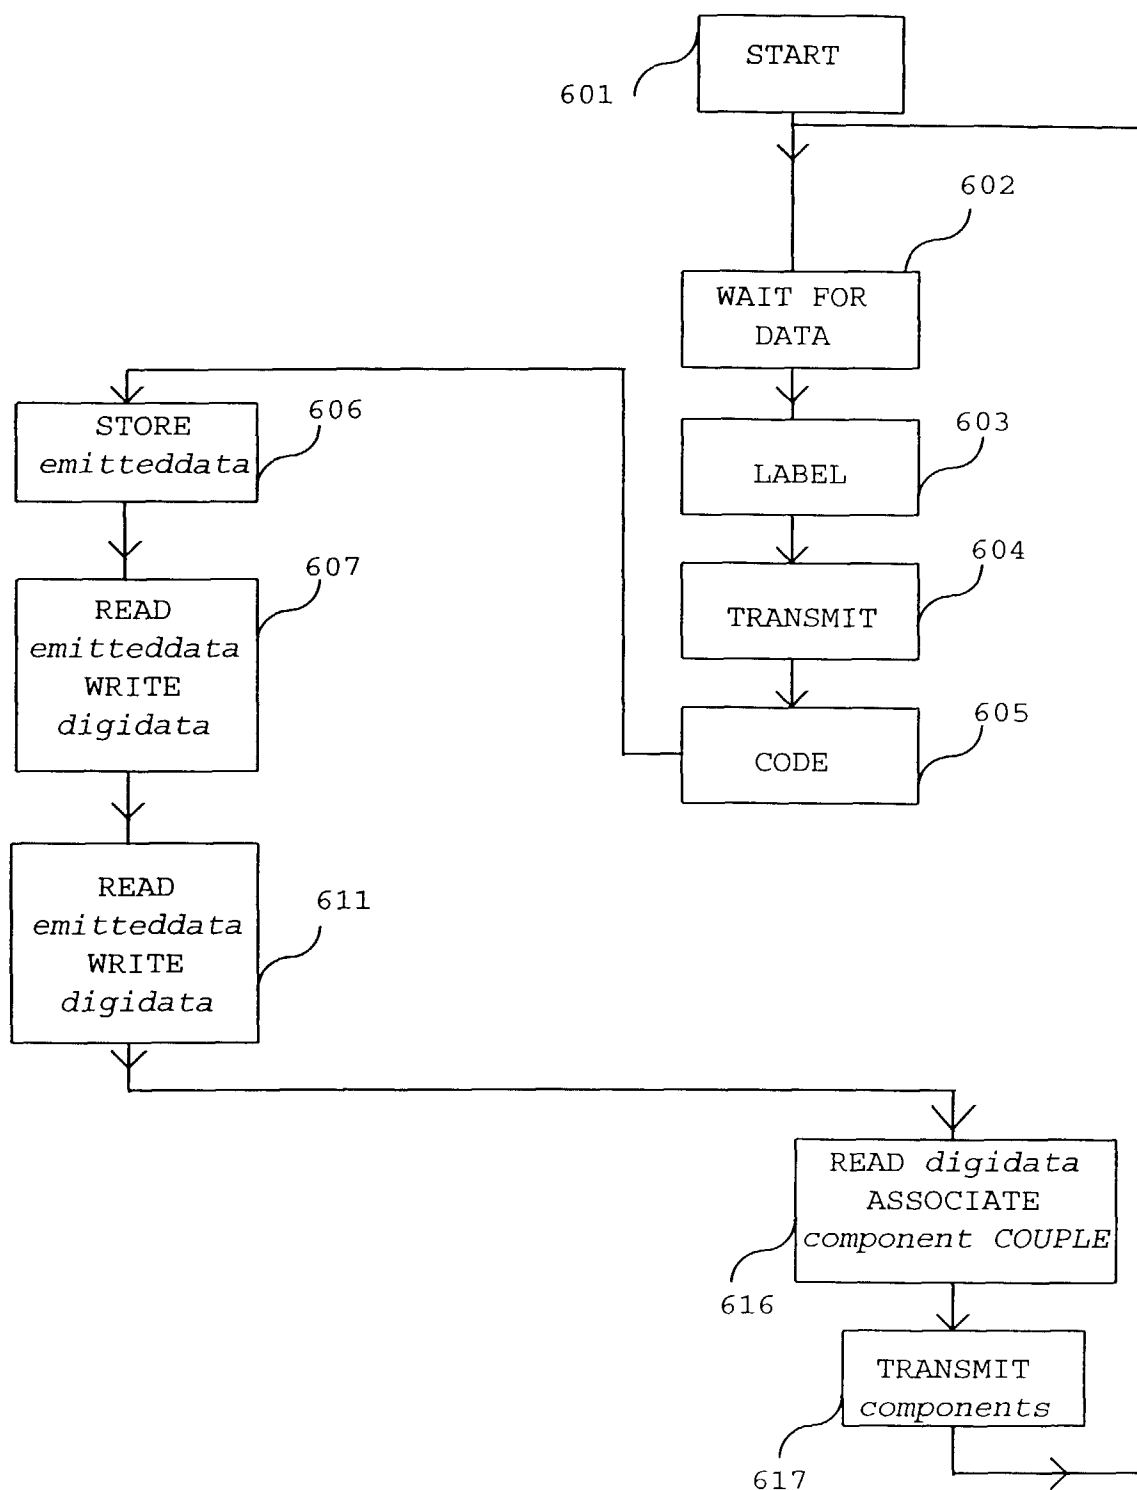 START
601
602
WAIT FOR
DATA
603
LABEL
604
TRANSMIT
605
CODE
606
STORE
emitteddata
607
READ
emitteddata
WRITE
digidata
611
READ
emitteddata
WRITE
digidata
READ digidata
ASSOCIATE
component COUPLE
616
TRANSMIT
components
617